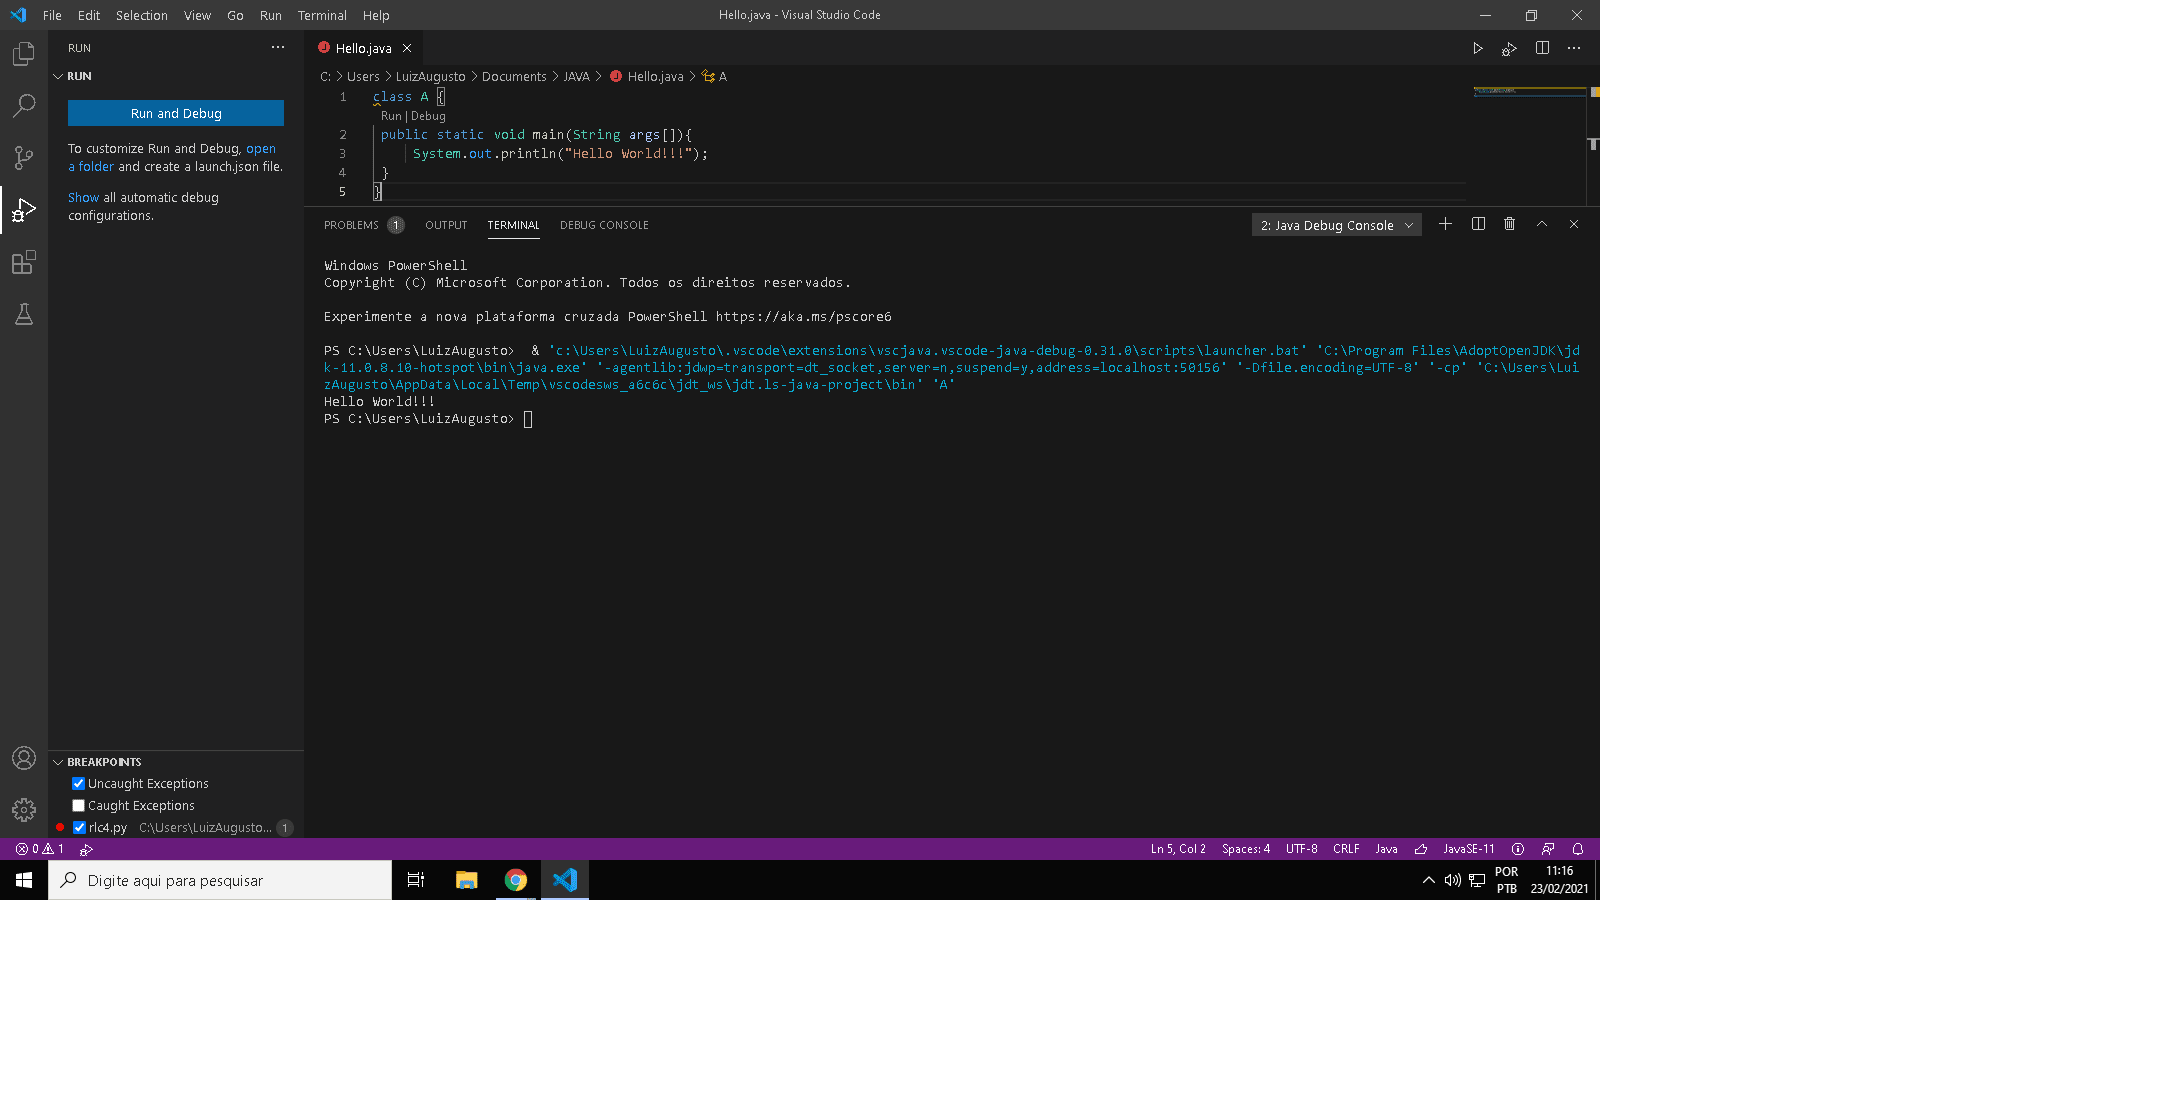 File Edit Selection View Go Run Terminal Help
Hello.java - Visual Studio Code
RUN
RUN
Run and Debug
To customize Run and Debug, open
a folder and create a launch.json file.
Show all automatic debug
configurations.
Hello.java
C: > Users > LuizAugusto > Documents > JAVA > Hello.java > A
1 class A {
Run | Debug
2 public static void main(String args[]){
3 System.out.println("Hello World!!!");
4 }
5 }
PROBLEMS 1 OUTPUT TERMINAL DEBUG CONSOLE
2: Java Debug Console
Windows PowerShell
Copyright (C) Microsoft Corporation. Todos os direitos reservados.
Experimente a nova plataforma cruzada PowerShell https://aka.ms/pscore6
PS C:\Users\LuizAugusto>  & 'c:\Users\LuizAugusto\.vscode\extensions\vscjava.vscode-java-debug-0.31.0\scripts\launcher.bat' 'C:\Program Files\AdoptOpenJDK\jd
k-11.0.8.10-hotspot\bin\java.exe' '-agentlib:jdwp=transport=dt_socket,server=n,suspend=y,address=localhost:50156' '-Dfile.encoding=UTF-8' '-cp' 'C:\Users\Lui
zAugusto\AppData\Local\Temp\vscodesws_a6c6c\jdt_ws\jdt.ls-java-project\bin' 'A'
Hello World!!!
PS C:\Users\LuizAugusto>
BREAKPOINTS
Uncaught Exceptions
Caught Exceptions
rlc4.py C:\Users\LuizAugusto... 1
0 1
Ln 5, Col 2 Spaces: 4 UTF-8 CRLF Java JavaSE-11
Digite aqui para pesquisar
POR
PTB
11:16
23/02/2021